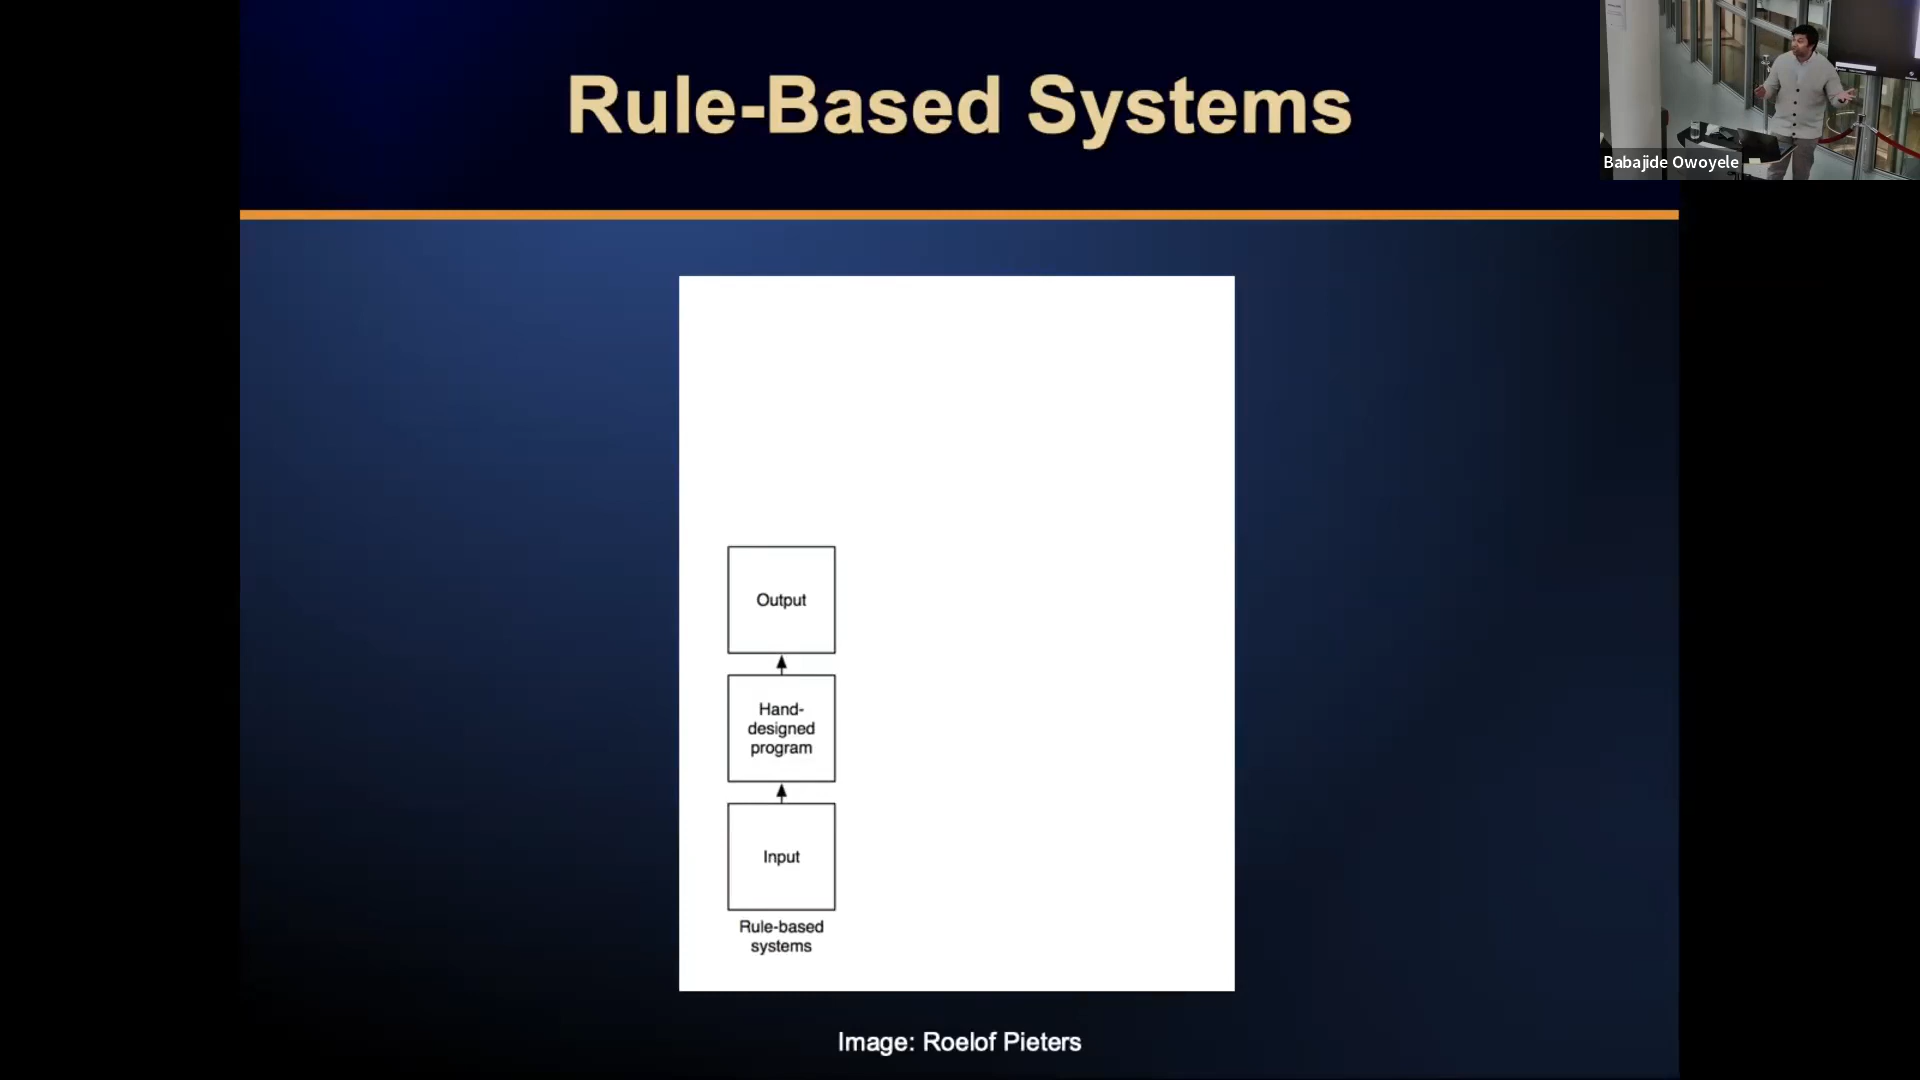 Rule-Based Systems
Babajide Owoyele
Output
Hand-
designed
program
Input
Rule-based
systems
Image: Roelof Pieters